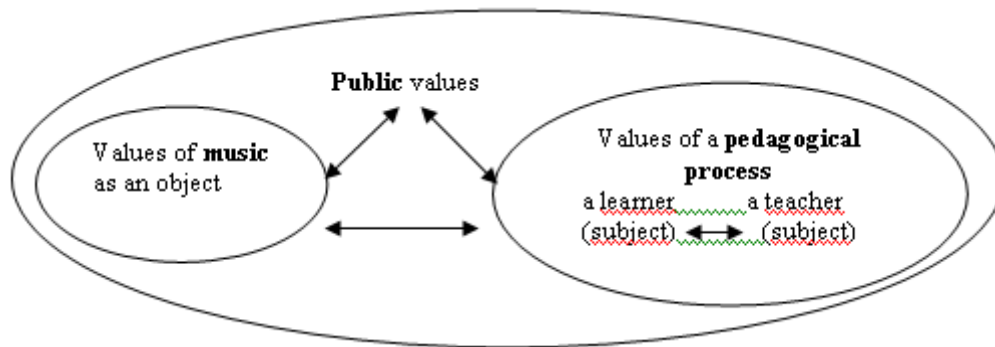 Public values
Values of music
as an object
Values of a pedagogical
process
a learner a teacher
(subject) (subject)